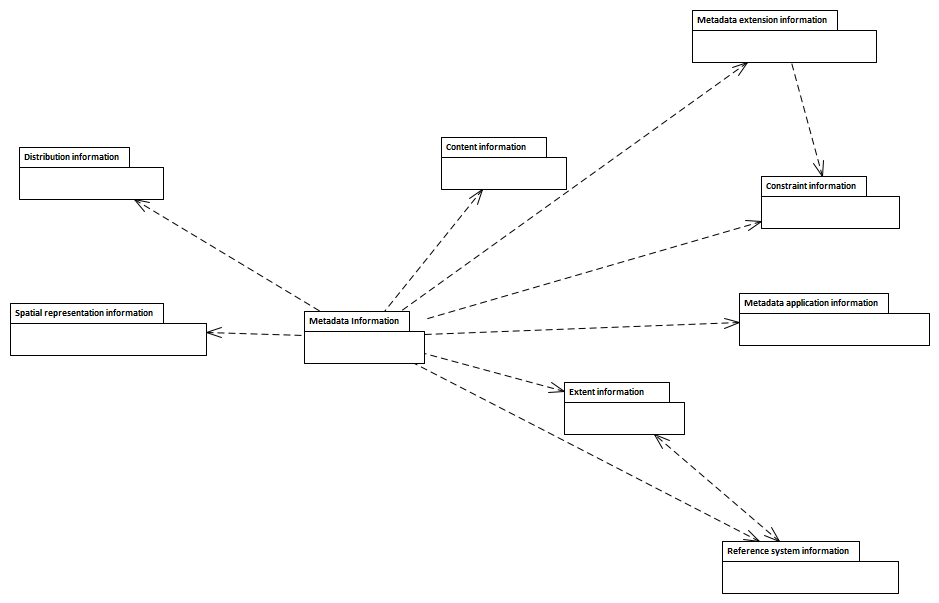 Metadata extension information
Content information
Distribution information
Constraint information
Metadata application information
Spatial representation information
Metadata Information
Extent information
Reference system information